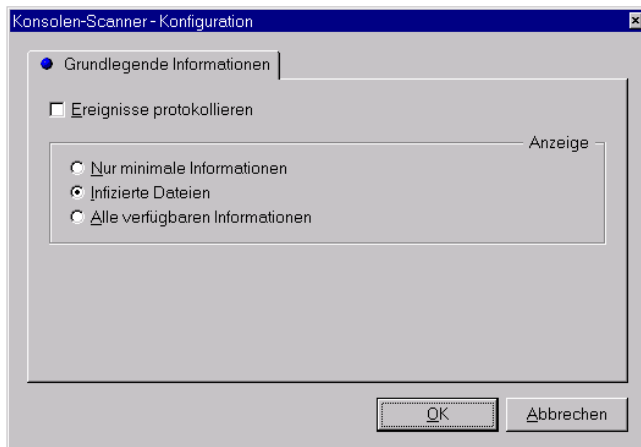 Konsolen-Scanner - Konfiguration
Grundlegende Informationen
Ereignisse protokollieren
Anzeige
Nur minimale Informationen
Infizierte Dateien
Alle verfügbaren Informationen
OK
Abbrechen